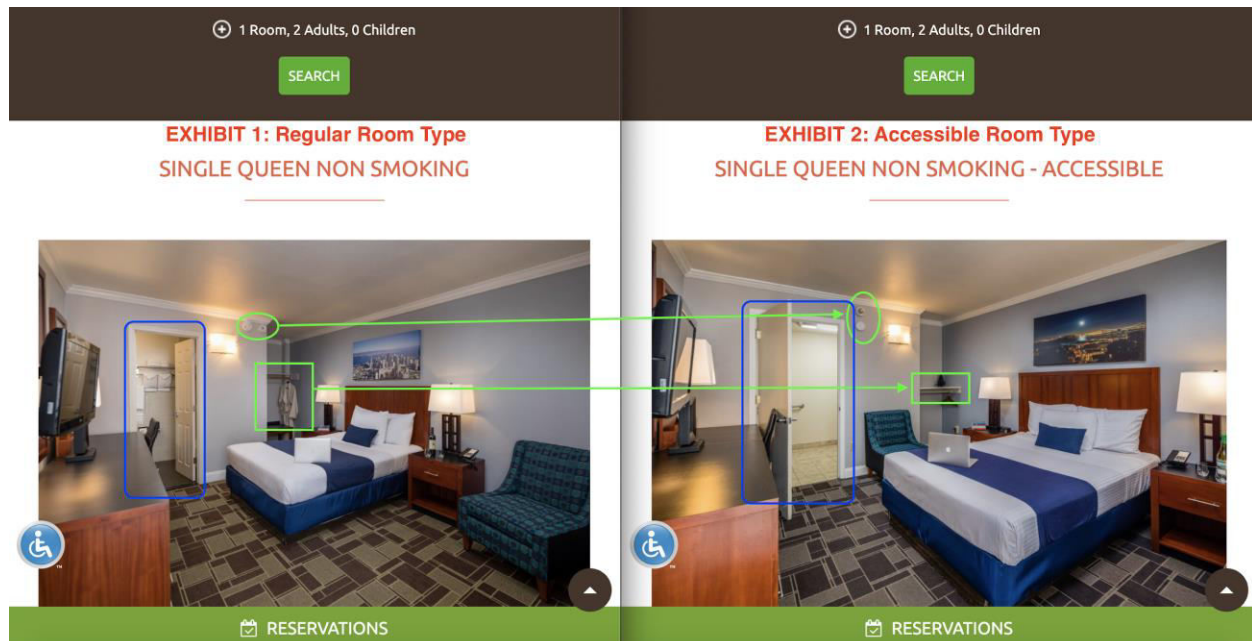 1 Room, 2 Adults, 0 Children
SEARCH
EXHIBIT 1: Regular Room Type
SINGLE QUEEN NON SMOKING
RESERVATIONS
1 Room, 2 Adults, 0 Children
SEARCH
EXHIBIT 2: Accessible Room Type
SINGLE QUEEN NON SMOKING - ACCESSIBLE
RESERVATIONS